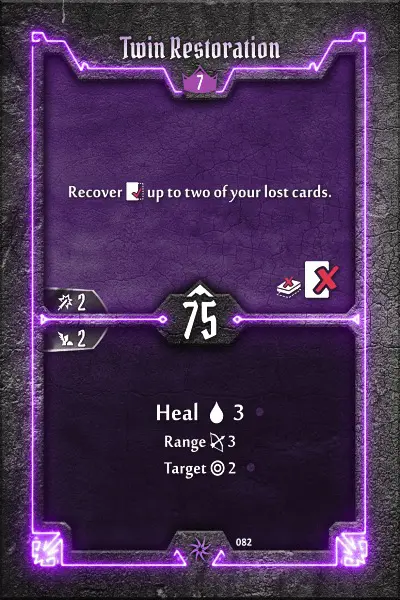 Twin Restoration
7
Recover up to two of your lost cards.
2
75
2
Heal 3
Range 3
Target 2
082